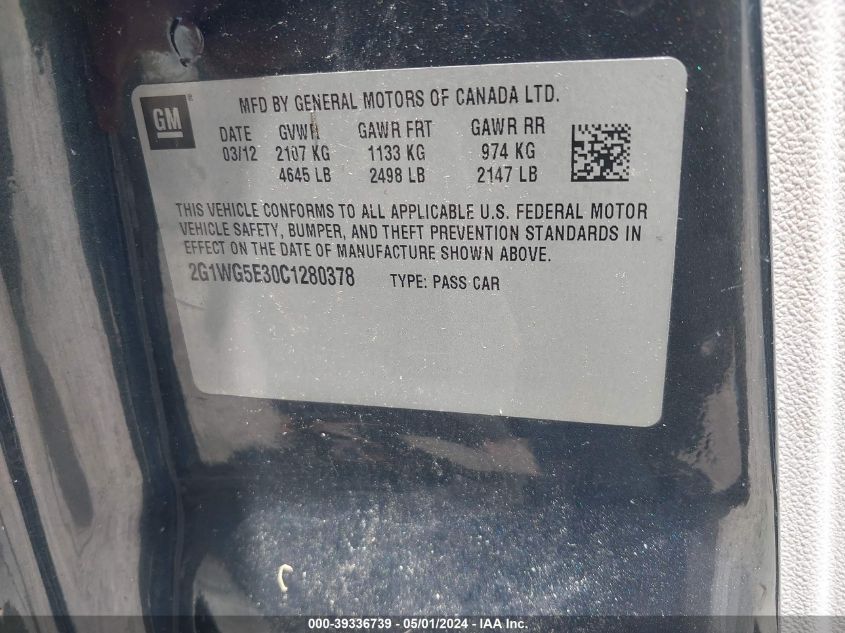 GM ®
MFD BY GENERAL MOTORS OF CANADA LTD.
DATE GVWR GAWR FRT GAWR RR
03/12 2107 KG 1133 KG 974 KG
4645 LB 2498 LB 2147 LB
THIS VEHICLE CONFORMS TO ALL APPLICABLE U.S. FEDERAL MOTOR
VEHICLE SAFETY, BUMPER, AND THEFT PREVENTION STANDARDS IN
EFFECT ON THE DATE OF MANUFACTURE SHOWN ABOVE.
2G1WG5E30C1280378 TYPE: PASS CAR
000-39336739 - 05/01/2024 - IAAI.com